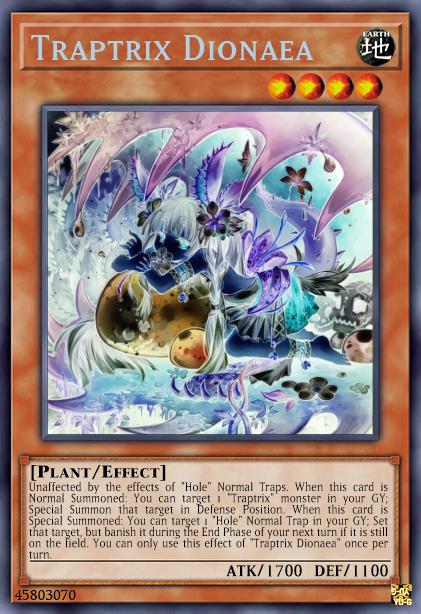 Traptrix Dionaea
EARTH
地
[Plant/Effect]
Unaffected by the effects of "Hole" Normal Traps. When this card is
Normal Summoned: You can target 1 "Traptrix" monster in your GY;
Special Summon that target in Defense Position. When this card is
Special Summoned: You can target 1 "Hole" Normal Trap in your GY; Set
that target, but banish it during the End Phase of your next turn if it is still
on the field. You can only use this effect of "Traptrix Dionaea" once per
turn.
ATK/1700 DEF/1100
45803070